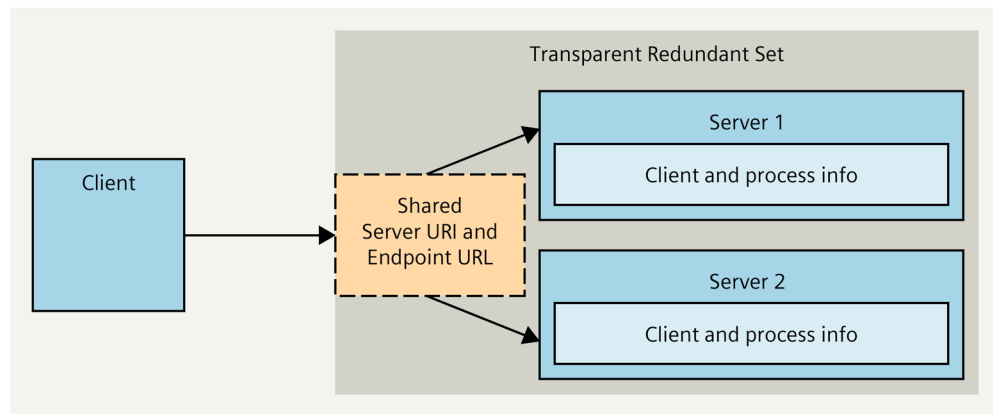 Transparent Redundant Set
Client
Shared
Server URI and
Endpoint URL
Server 1
Client and process info
Server 2
Client and process info